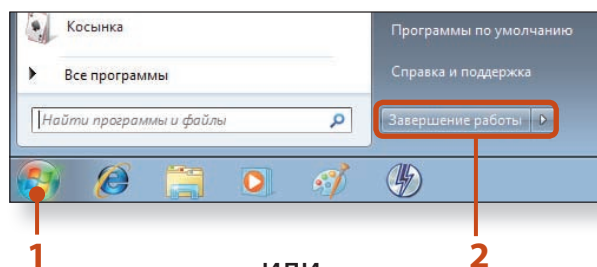 Косынка
Программы по умолчанию
Все программы
Справка и поддержка
Найти программы и файлы
Завершение работы
1
или
2